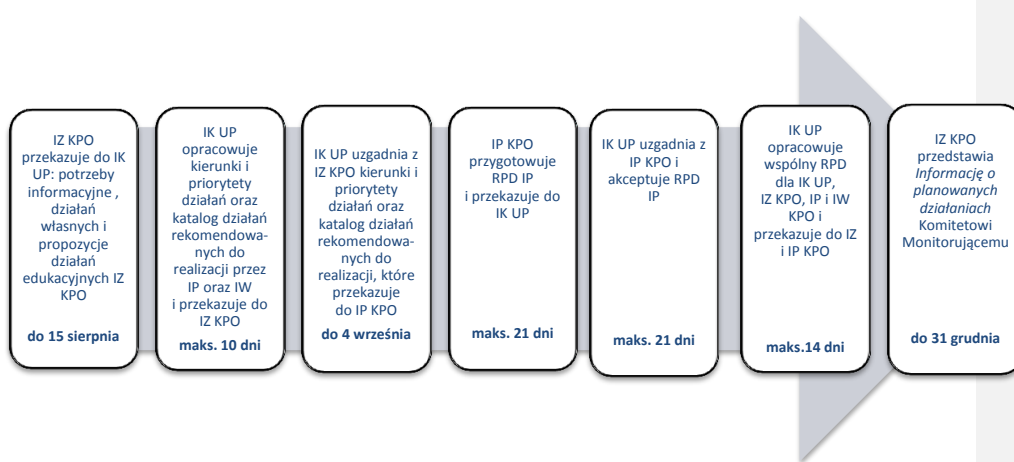 IZ KPO
przekazuje do IK
UP: potrzeby
informacyjne ,
działań
własnych i
propozycje
działań
edukacyjnych IZ
KPO
do 15 sierpnia
IK UP
opracowuje
kierunki i
priorytety
działań oraz
katalog działań
rekomendowa-
nych do
realizacji przez
IP oraz IW
i przekazuje do
IZ KPO
maks. 10 dni
IK UP uzgadnia z
IZ KPO kierunki i
priorytety
działań oraz
katalog działań
rekomendowa-
nych do
realizacji, które
przekazuje
do IP KPO
do 4 września
IP KPO
przygotowuje
RPD IP
i przekazuje do
IK UP
maks. 21 dni
IK UP uzgadnia z
IP KPO i
akceptuje RPD
IP
maks. 21 dni
IK UP
opracowuje
wspólny RPD
dla IK UP,
IZ KPO, IP i IW
KPO i
przekazuje do IZ
i IP KPO
maks.14 dni
IZ KPO
przedstawia
Informację o
planowanych
działaniach
Komitetowi
Monitorującemu
do 31 grudnia